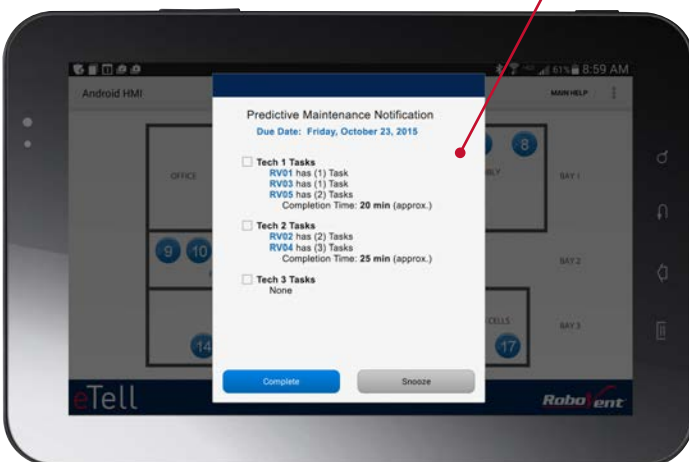 61% 8:59 AM
Android HMI
MAIN HELP
Predictive Maintenance Notification
Due Date: Friday, October 23, 2015
Tech 1 Tasks
RV01 has (1) Task
RV03 has (1) Task
RV05 has (2) Tasks
Completion Time: 20 min (approx.)
Tech 2 Tasks
RV02 has (2) Tasks
RV04 has (3) Tasks
Completion Time: 25 min (approx.)
Tech 3 Tasks
None
OFFICE
8
BAY 1
9 10
BAY 2
CELLS
BAY 3
14
17
Complete Snooze
eTell
RoboVent